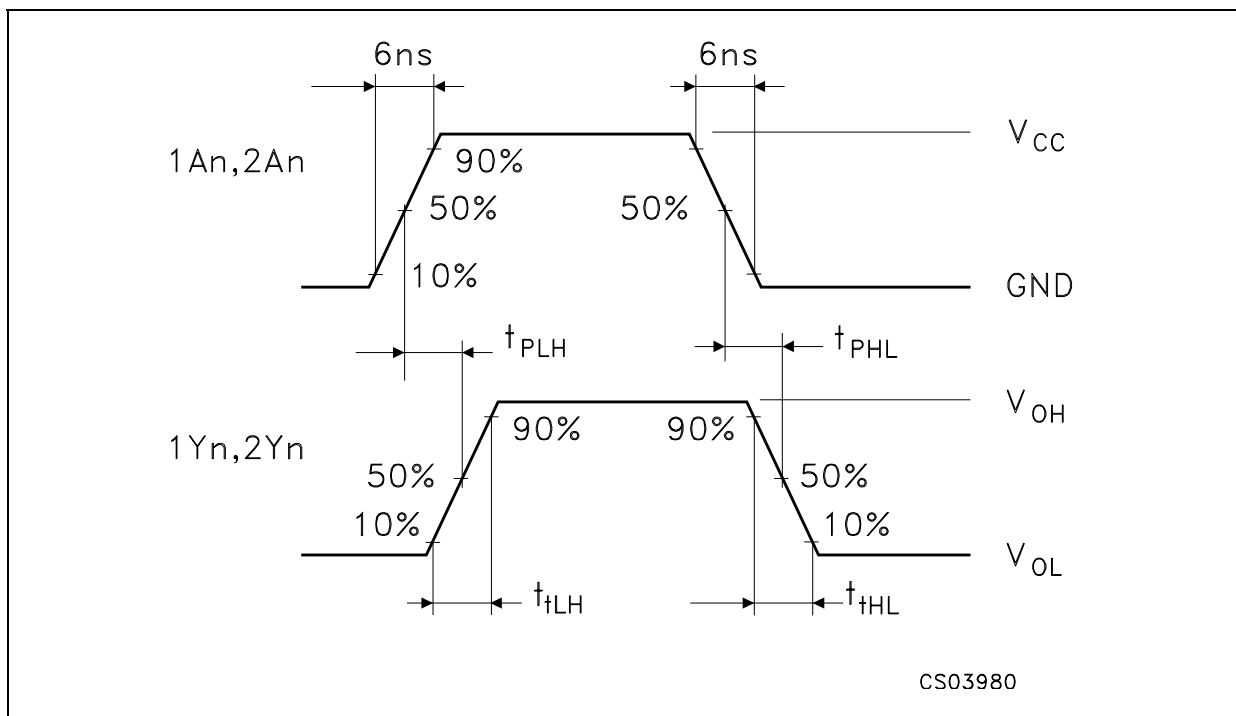 6ns 6ns
1An,2An
V_CC
90%
50% 50%
10%
GND
t_PLH t_PHL
V_OH
1Yn,2Yn
90% 90%
50% 50%
10% 10%
V_OL
t_tLH t_tHL
CS03980